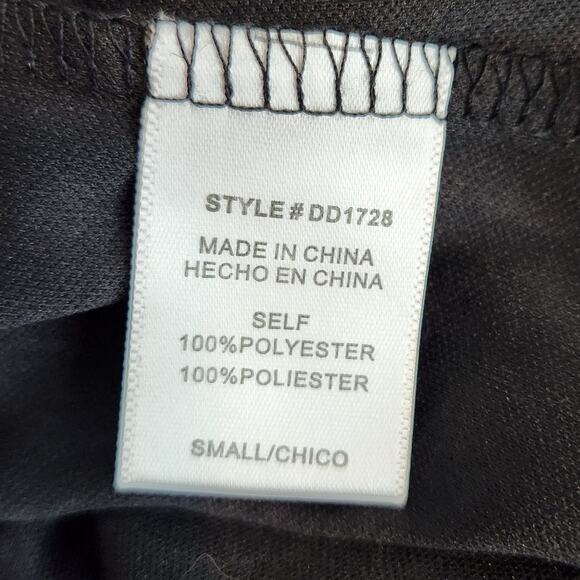 STYLE # DD1728
MADE IN CHINA
HECHO EN CHINA
SELF
100%POLYESTER
100%POLIESTER
SMALL/CHICO